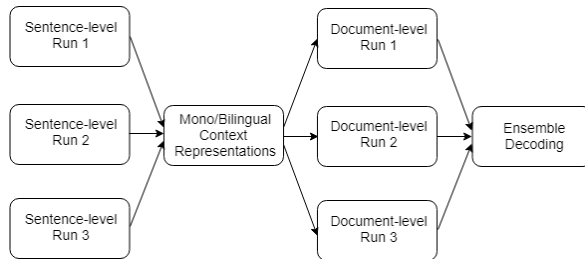 Sentence-level
Run 1
Sentence-level
Run 2
Sentence-level
Run 3
Mono/Bilingual
Context
Representations
Document-level
Run 1
Document-level
Run 2
Document-level
Run 3
Ensemble
Decoding